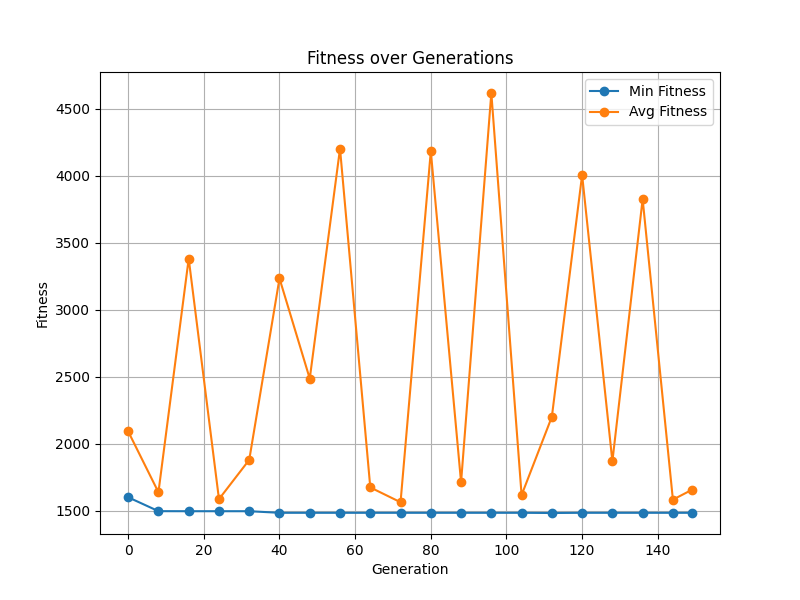 Fitness over Generations
Min Fitness
Avg Fitness
4500
4000
3500
3000
2500
2000
1500
Fitness
0 20 40 60 80 100 120 140
Generation